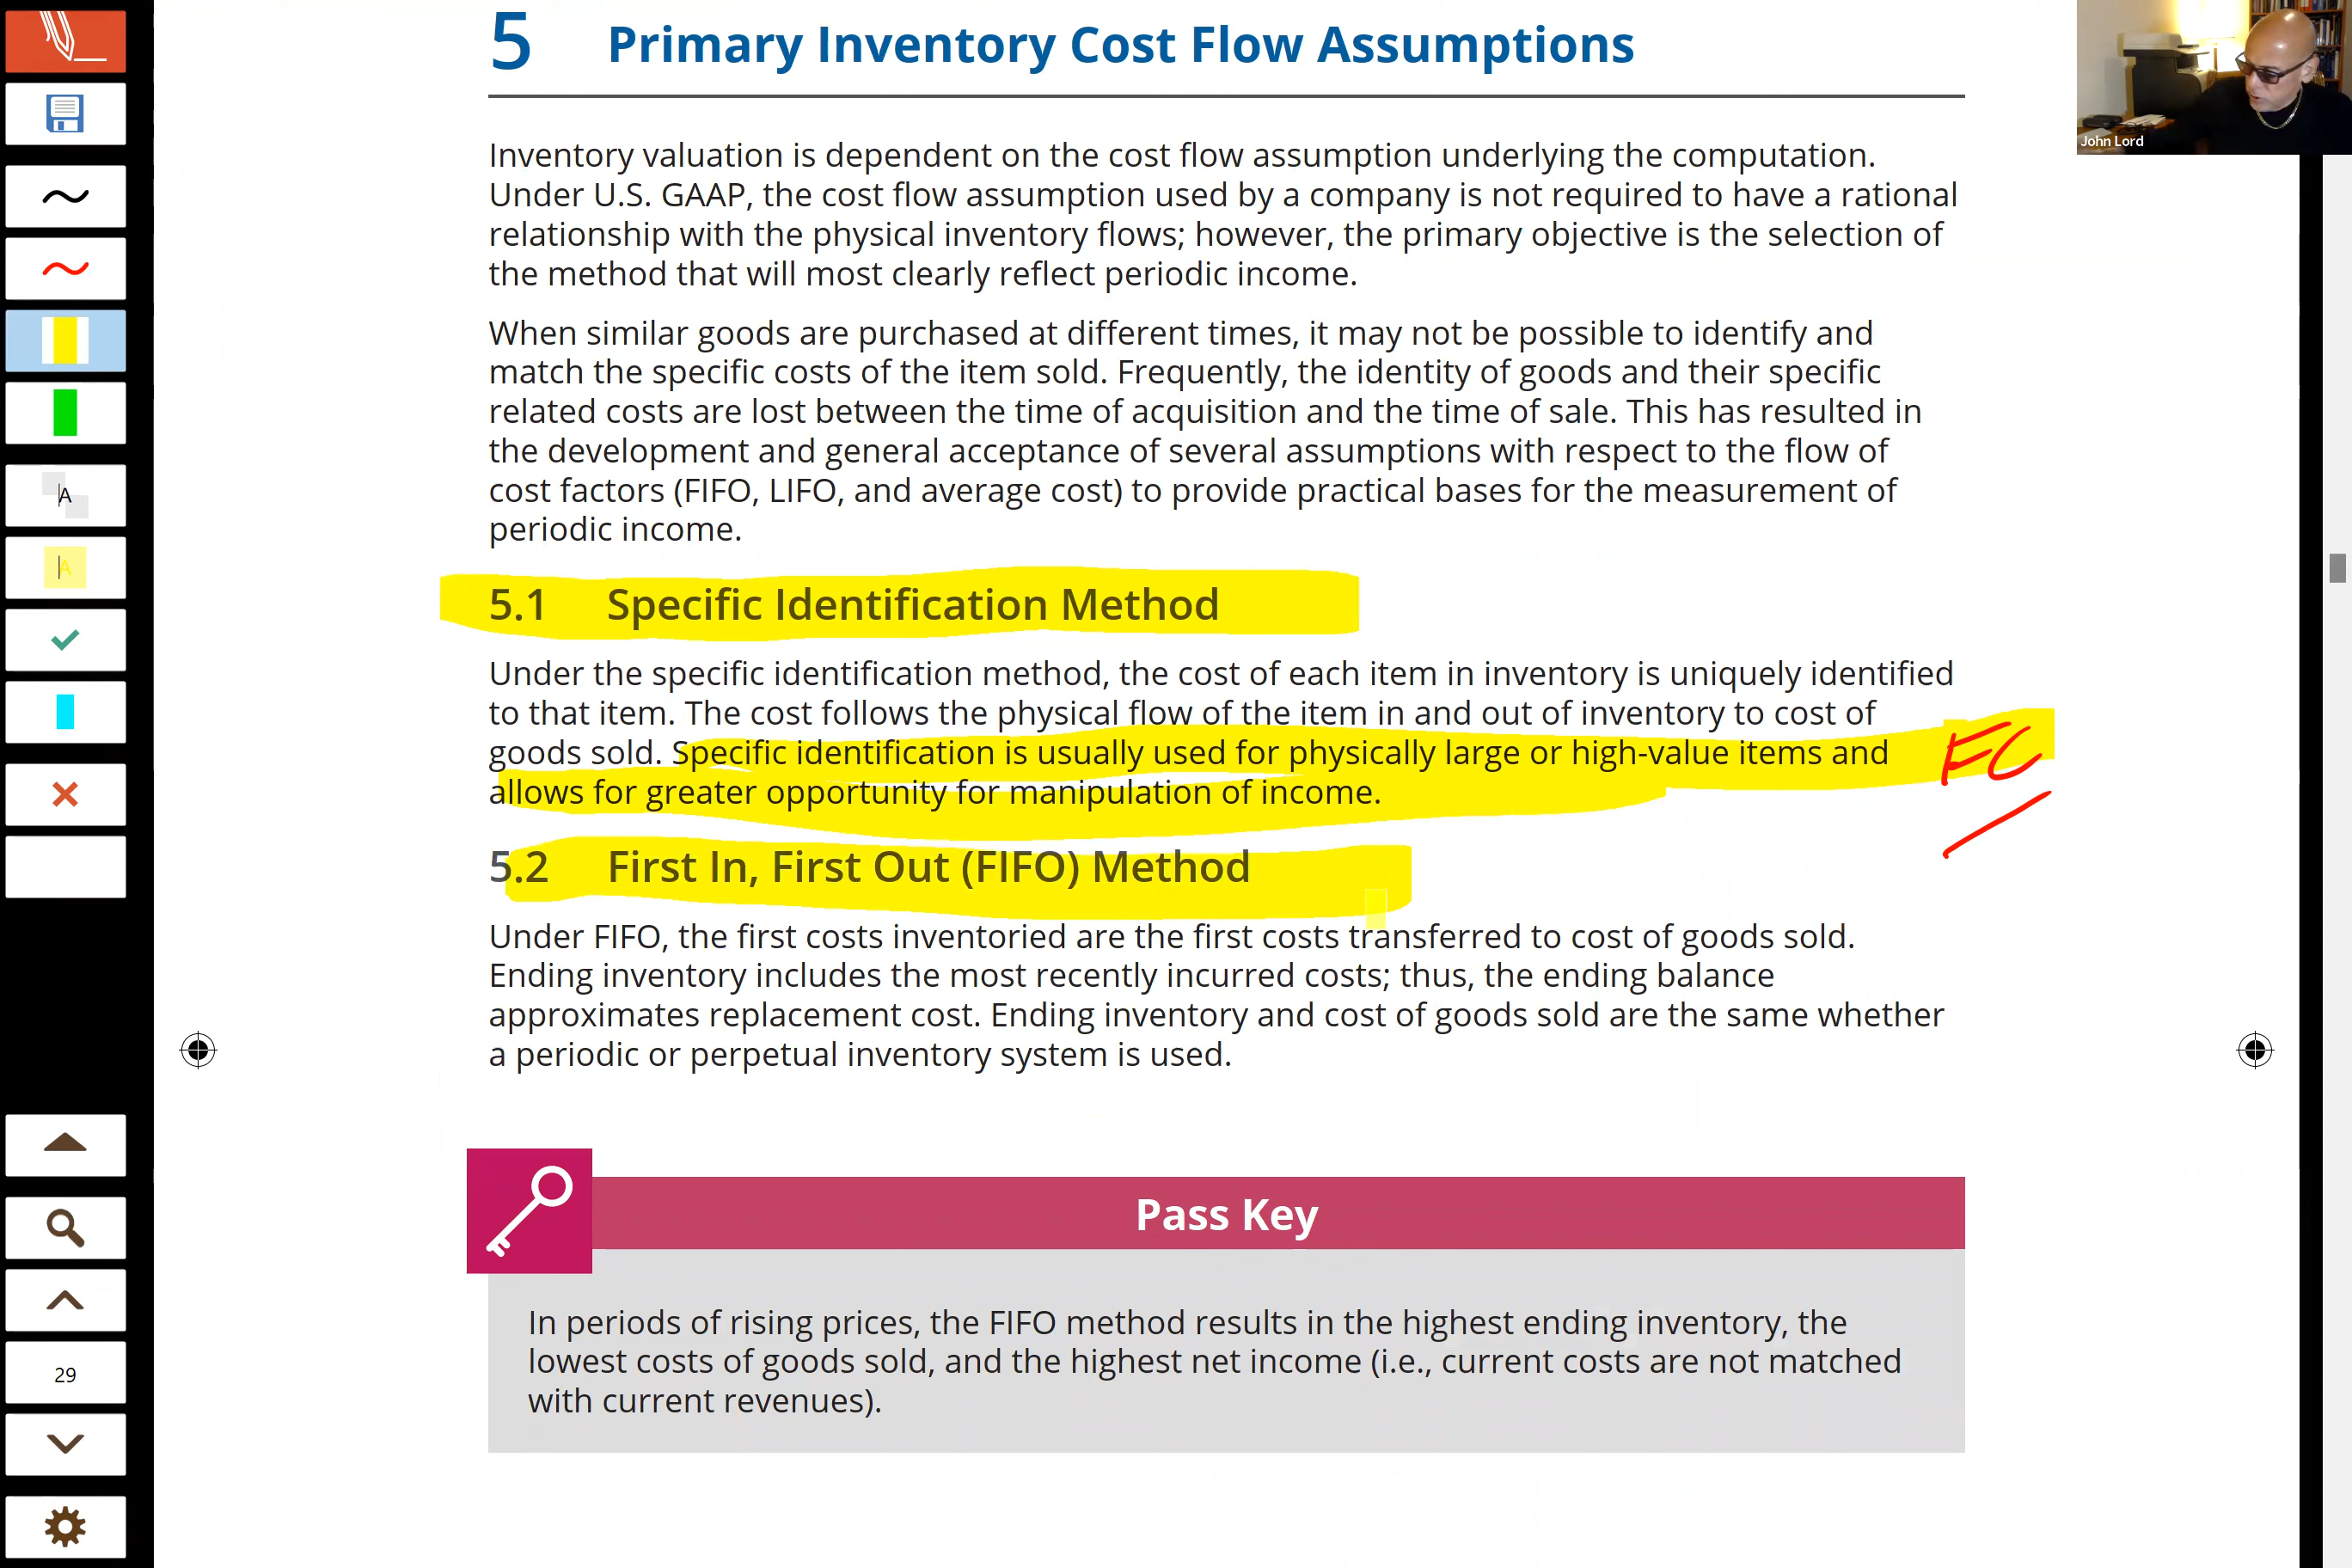 5 Primary Inventory Cost Flow Assumptions
John Lord
Inventory valuation is dependent on the cost flow assumption underlying the computation.
Under U.S. GAAP, the cost flow assumption used by a company is not required to have a rational
relationship with the physical inventory flows; however, the primary objective is the selection of
the method that will most clearly reflect periodic income.
When similar goods are purchased at different times, it may not be possible to identify and
match the specific costs of the item sold. Frequently, the identity of goods and their specific
related costs are lost between the time of acquisition and the time of sale. This has resulted in
the development and general acceptance of several assumptions with respect to the flow of
cost factors (FIFO, LIFO, and average cost) to provide practical bases for the measurement of
periodic income.
A
A
5.1 Specific Identification Method
Under the specific identification method, the cost of each item in inventory is uniquely identified
to that item. The cost follows the physical flow of the item in and out of inventory to cost of
goods sold. Specific identification is usually used for physically large or high-value items and
allows for greater opportunity for manipulation of income.
FC
5.2 First In, First Out (FIFO) Method
Under FIFO, the first costs inventoried are the first costs transferred to cost of goods sold.
Ending inventory includes the most recently incurred costs; thus, the ending balance
approximates replacement cost. Ending inventory and cost of goods sold are the same whether
a periodic or perpetual inventory system is used.
Pass Key
In periods of rising prices, the FIFO method results in the highest ending inventory, the
lowest costs of goods sold, and the highest net income (i.e., current costs are not matched
with current revenues).
29